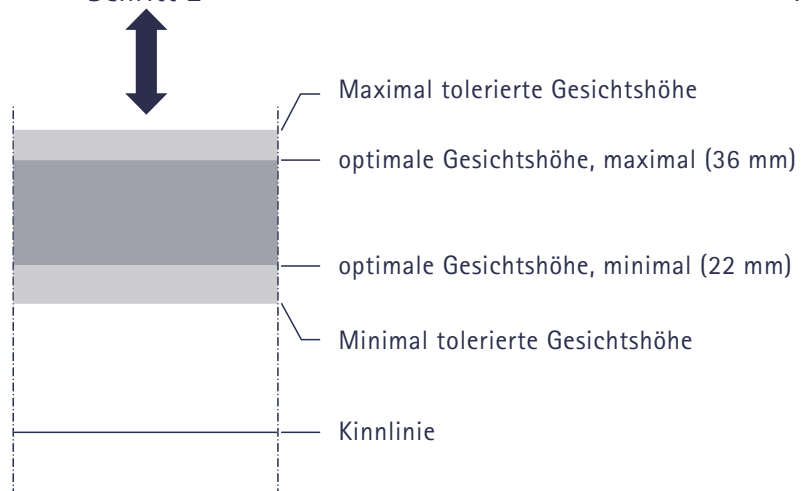 Maximal tolerierte Gesichtshöhe
optimale Gesichtshöhe, maximal (36 mm)
optimale Gesichtshöhe, minimal (22 mm)
Minimal tolerierte Gesichtshöhe
Kinnlinie